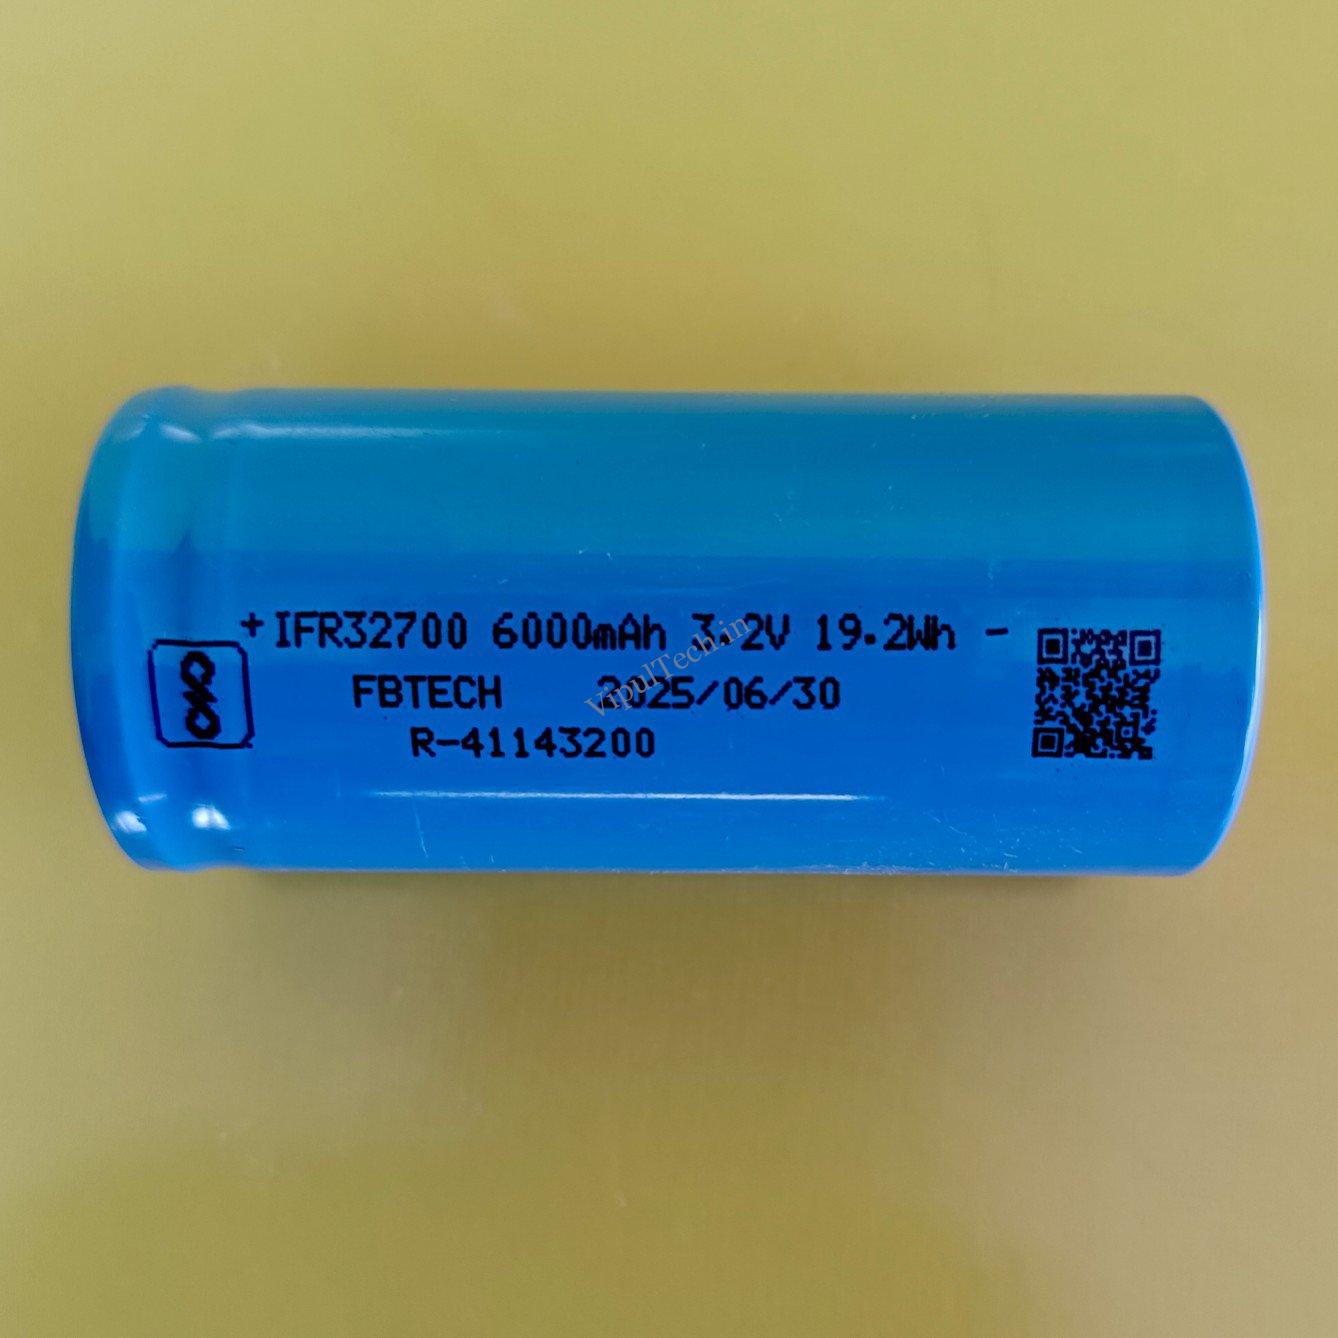 + IFR32700 6000mAh 3.2V 19.2Wh -
FBTECH 2025/06/30
R-41143200
VipulTech.in